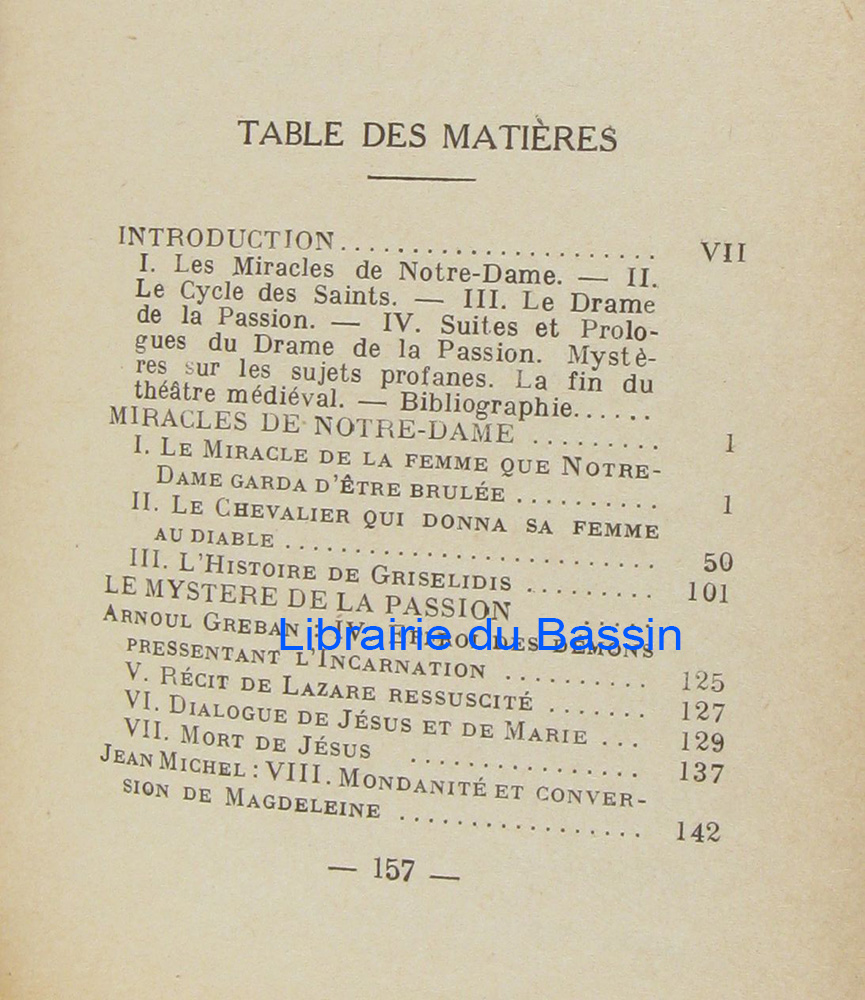 TABLE DES MATIÈRES
INTRODUCTION...................... VII
I. Les Miracles de Notre-Dame. — II.
Le Cycle des Saints. — III. Le Drame
de la Passion. — IV. Suites et Prolo-
gues du Drame de la Passion. Mystè-
res sur les sujets profanes. La fin du
théâtre médiéval. — Bibliographie......
MIRACLES DE NOTRE-DAME ......... 1
I. LE MIRACLE DE LA FEMME QUE NOTRE-
DAME GARDA D'ÊTRE BRULÉE .......... 1
II. LE CHEVALIER QUI DONNA SA FEMME
AU DIABLE ........................ 50
III. L'HISTOIRE DE GRISELIDIS ......... 101
LE MYSTERE DE LA PASSION ....
ARNOUL GREBAN : IV. DES DÉMONS
Librairie du Bassin
PRESSENTANT L'INCARNATION .......... 125
V. RÉCIT DE LAZARE RESSUSCITÉ ....... 127
VI. DIALOGUE DE JÉSUS ET DE MARIE ... 129
VII. MORT DE JÉSUS ................ 137
JEAN MICHEL : VIII. MONDANITÉ ET CONVER-
SION DE MAGDELEINE ................. 142
— 157 —